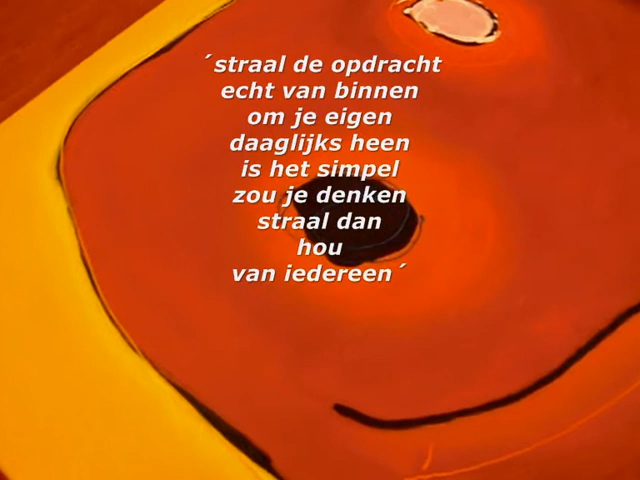 ´straal de opdracht
echt van binnen
om je eigen
daaglijks heen
is het simpel
zou je denken
straal dan
hou
van iedereen´